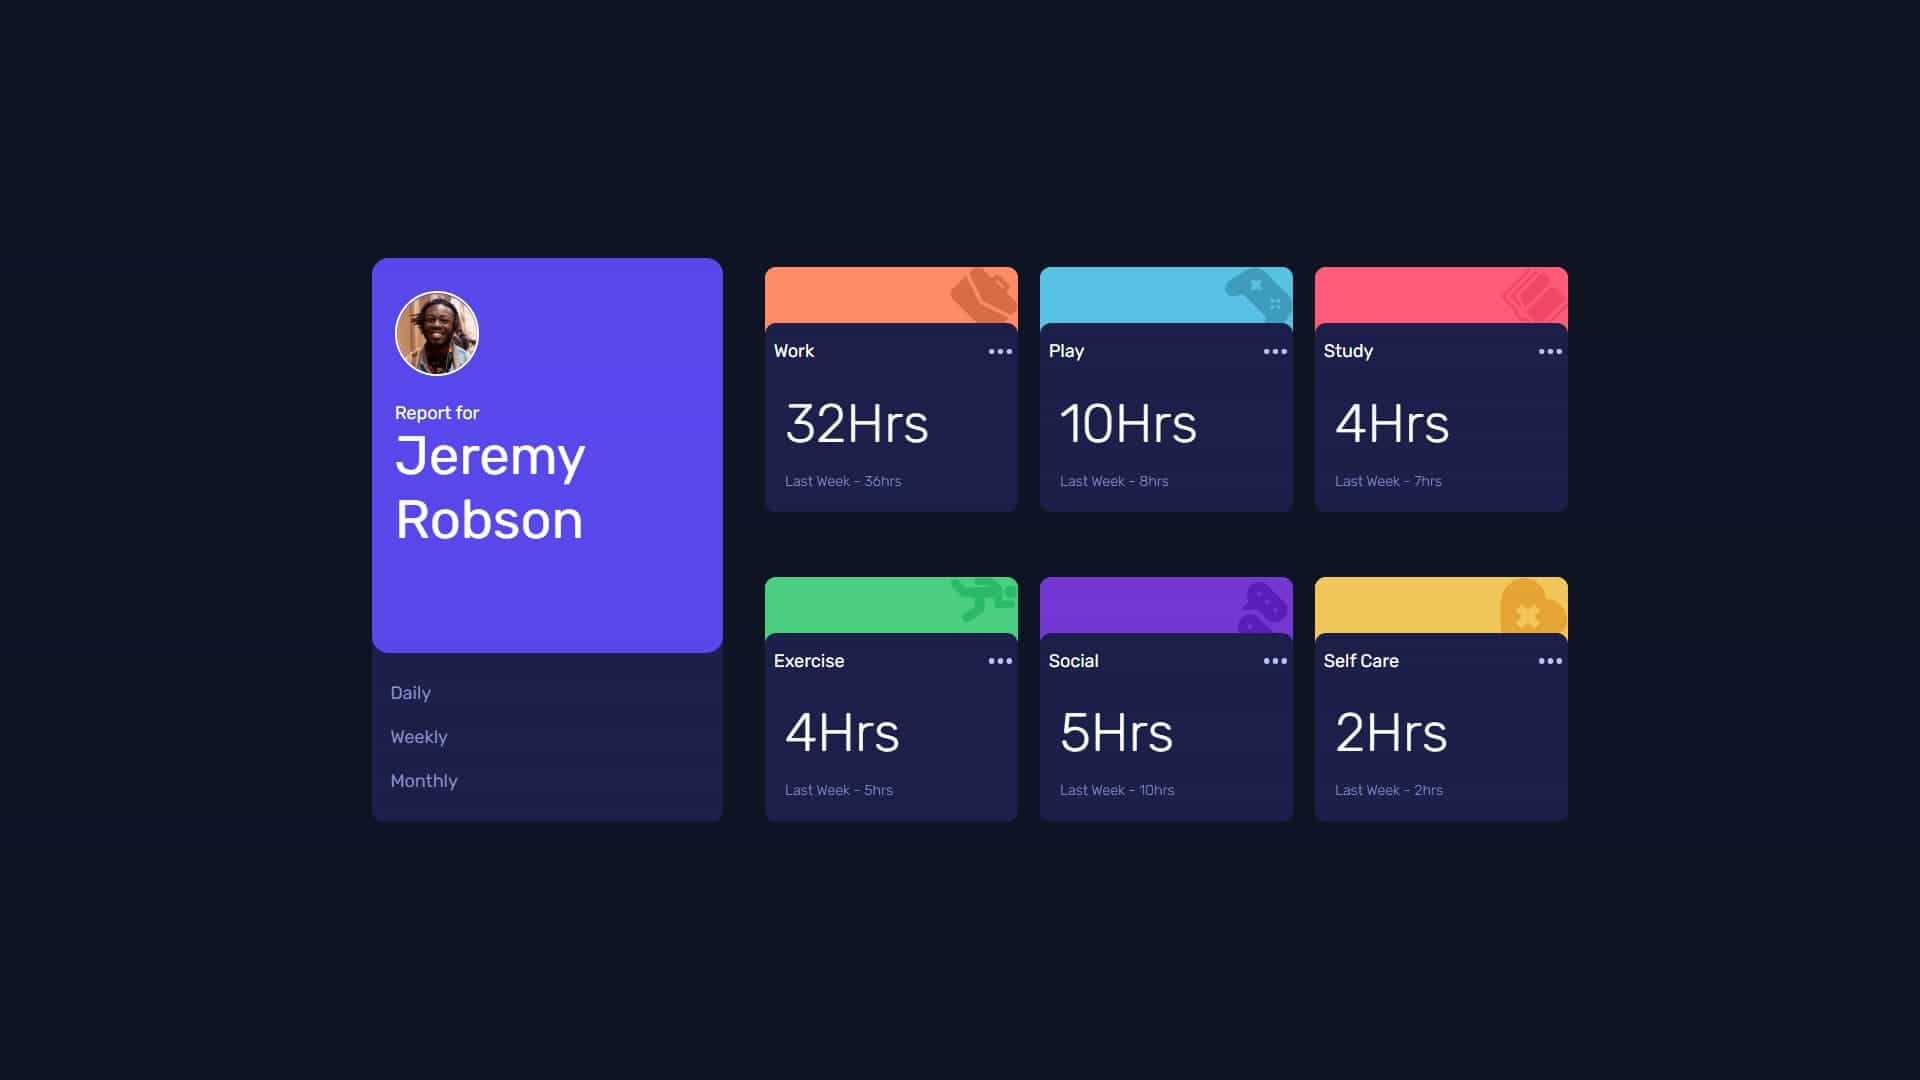 Report for
Jeremy
Robson
Daily
Weekly
Monthly
Work
32Hrs
Last Week - 36hrs
Play
10Hrs
Last Week - 8hrs
Study
4Hrs
Last Week - 7hrs
Exercise
4Hrs
Last Week - 5hrs
Social
5Hrs
Last Week - 10hrs
Self Care
2Hrs
Last Week - 2hrs